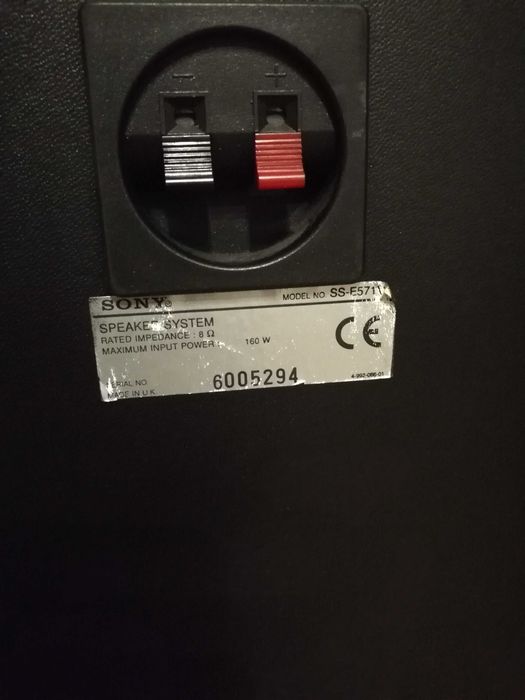 - +
SONY®
MODEL NO. SS-E571
SPEAKER SYSTEM
RATED IMPEDANCE : 8 Ω
MAXIMUM INPUT POWER : 160 W
CE
SERIAL NO. 6005294
MADE IN U.K.
4-992-066-01